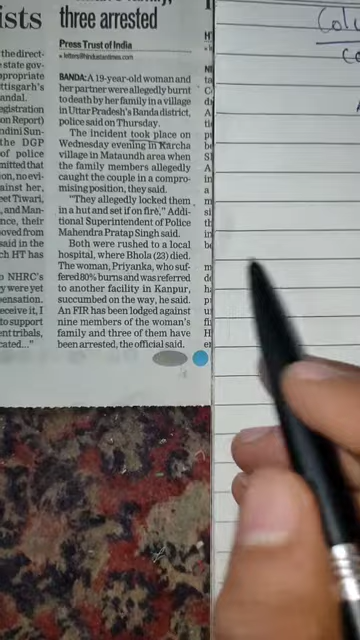 ists
three arrested
Press Trust of India
letters@hindustantimes.com
BANDA: A 19-year-old woman and
her partner were allegedly burnt
to death by her family in a village
in Uttar Pradesh's Banda district,
police said on Thursday.
The incident took place on
Wednesday evening in Karcha
village in Mataundh area when
the family members allegedly
caught the couple in a compro-
mising position, they said.
"They allegedly locked them
in a hut and set if on fire," Addi-
tional Superintendent of Police
Mahendra Pratap Singh said.
Both were rushed to a local
hospital, where Bhola (23) died.
The woman, Priyanka, who suf-
fered 80% burns and was referred
to another facility in Kanpur,
succumbed on the way, he said.
An FIR has been lodged against
nine members of the woman's
family and three of them have
been arrested, the official said.
the direct-
state gov-
appropriate
ttisgarh's
andal.
egistration
on Report)
ndini Sun-
the DGP
of police
mitted that
on, no evi-
ainst her,
eet Tiwari,
, and Man-
nce, their
oved from
said in the
ch HT has
NHRC's
y were yet
pensation.
eceive it, I
to support
ent tribals,
cated..."